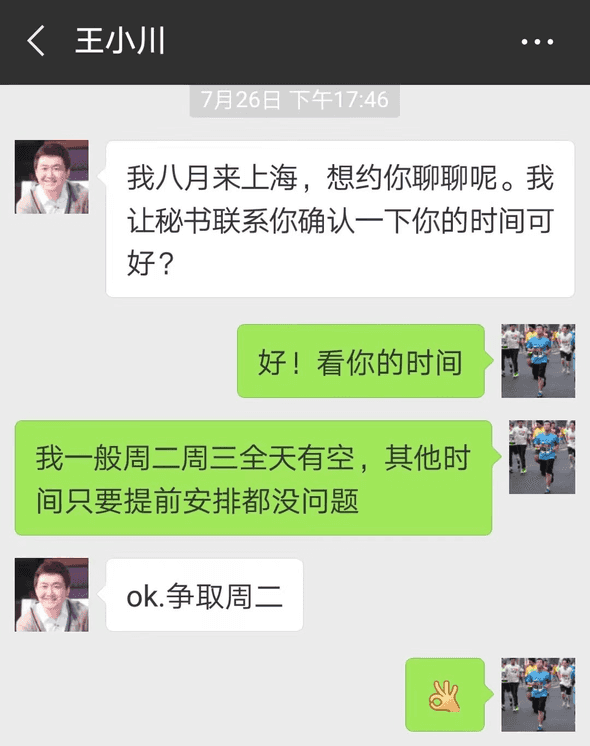 王小川
7月26日 下午17:46
我八月来上海，想约你聊聊呢。我
让秘书联系你确认一下你的时间可
好？
好！看你的时间
我一般周二周三全天有空，其他时
间只要提前安排都没问题
ok.争取周二